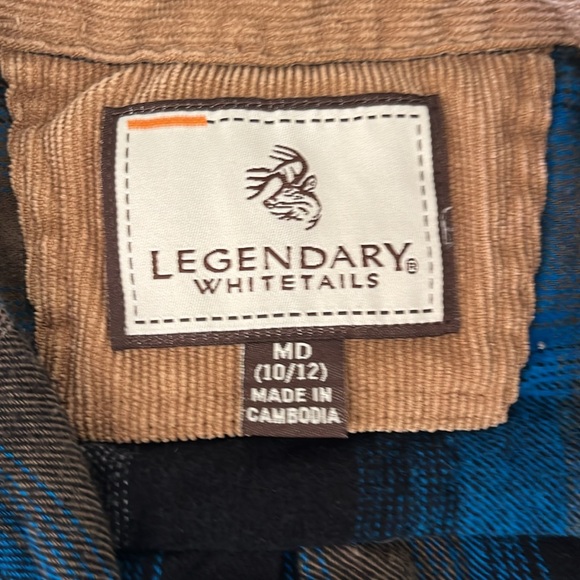 LEGENDARY®
WHITETAILS
MD
(10/12)
MADE IN
CAMBODIA